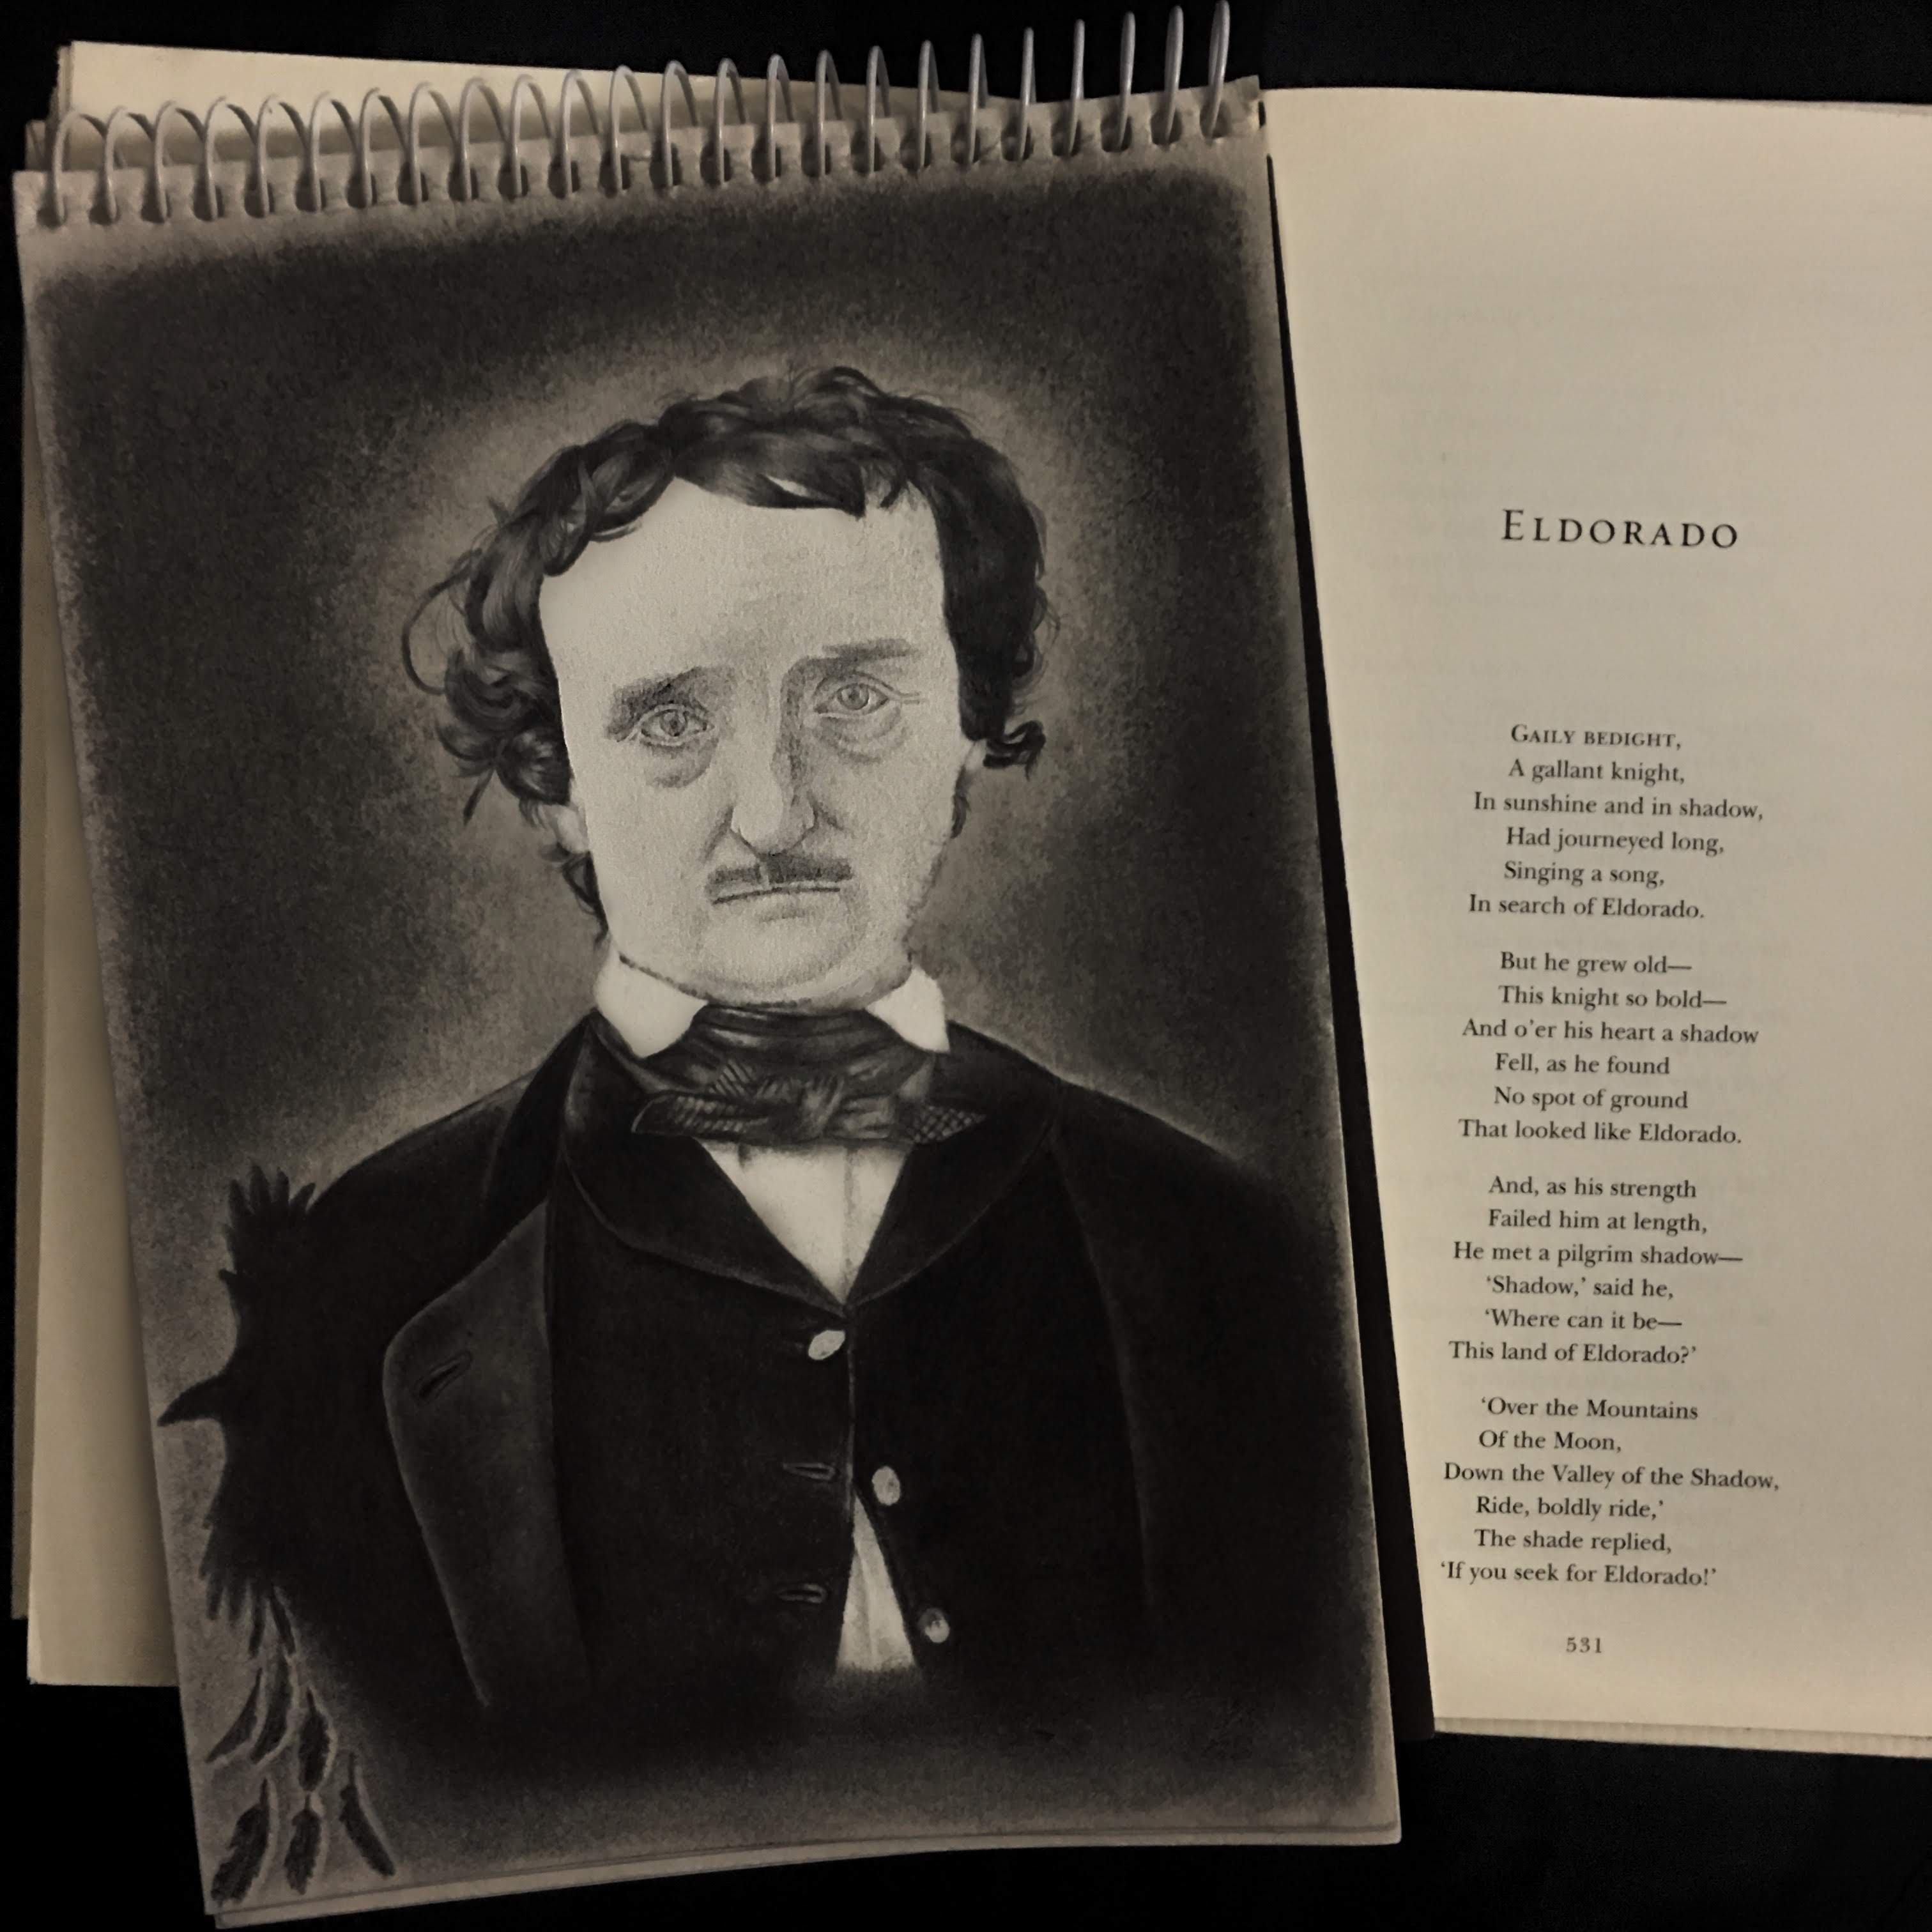 ELDORADO
GAILY BEDIGHT,
A gallant knight,
In sunshine and in shadow,
Had journeyed long,
Singing a song,
In search of Eldorado.
But he grew old—
This knight so bold—
And o'er his heart a shadow
Fell, as he found
No spot of ground
That looked like Eldorado.
And, as his strength
Failed him at length,
He met a pilgrim shadow—
‘Shadow,’ said he,
‘Where can it be—
This land of Eldorado?’
‘Over the Mountains
Of the Moon,
Down the Valley of the Shadow,
Ride, boldly ride,’
The shade replied,
‘If you seek for Eldorado!’
531